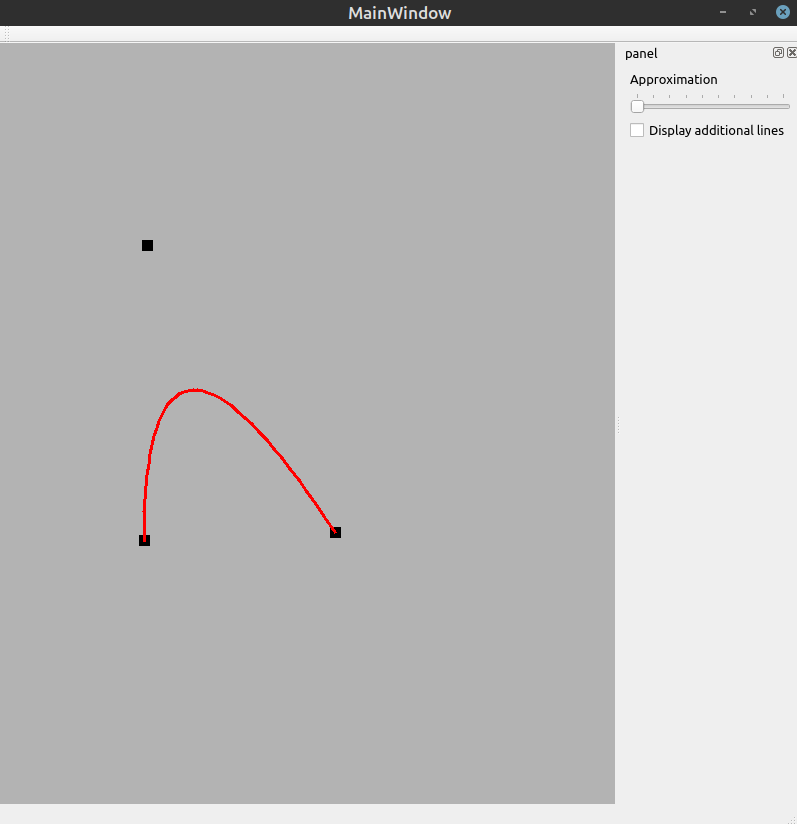 MainWindow
panel
Approximation
Display additional lines